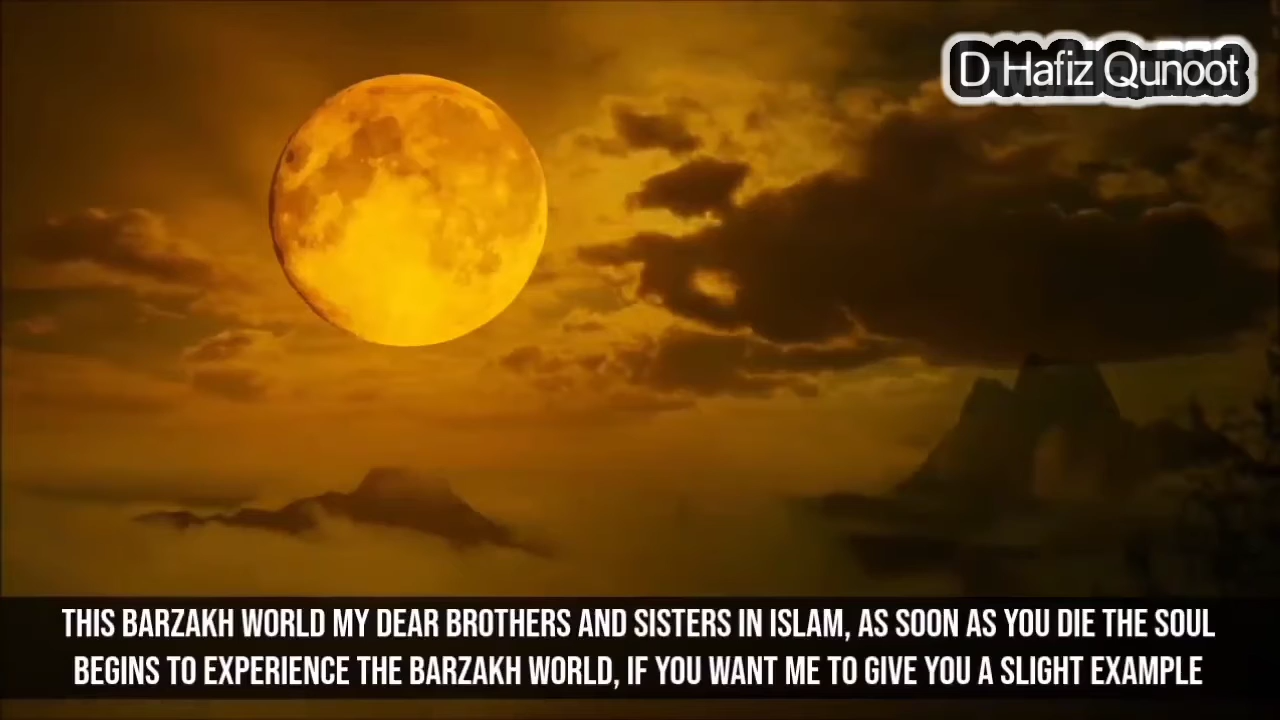 D Hafiz Qunoot
THIS BARZAKH WORLD MY DEAR BROTHERS AND SISTERS IN ISLAM, AS SOON AS YOU DIE THE SOUL
BEGINS TO EXPERIENCE THE BARZAKH WORLD, IF YOU WANT ME TO GIVE YOU A SLIGHT EXAMPLE